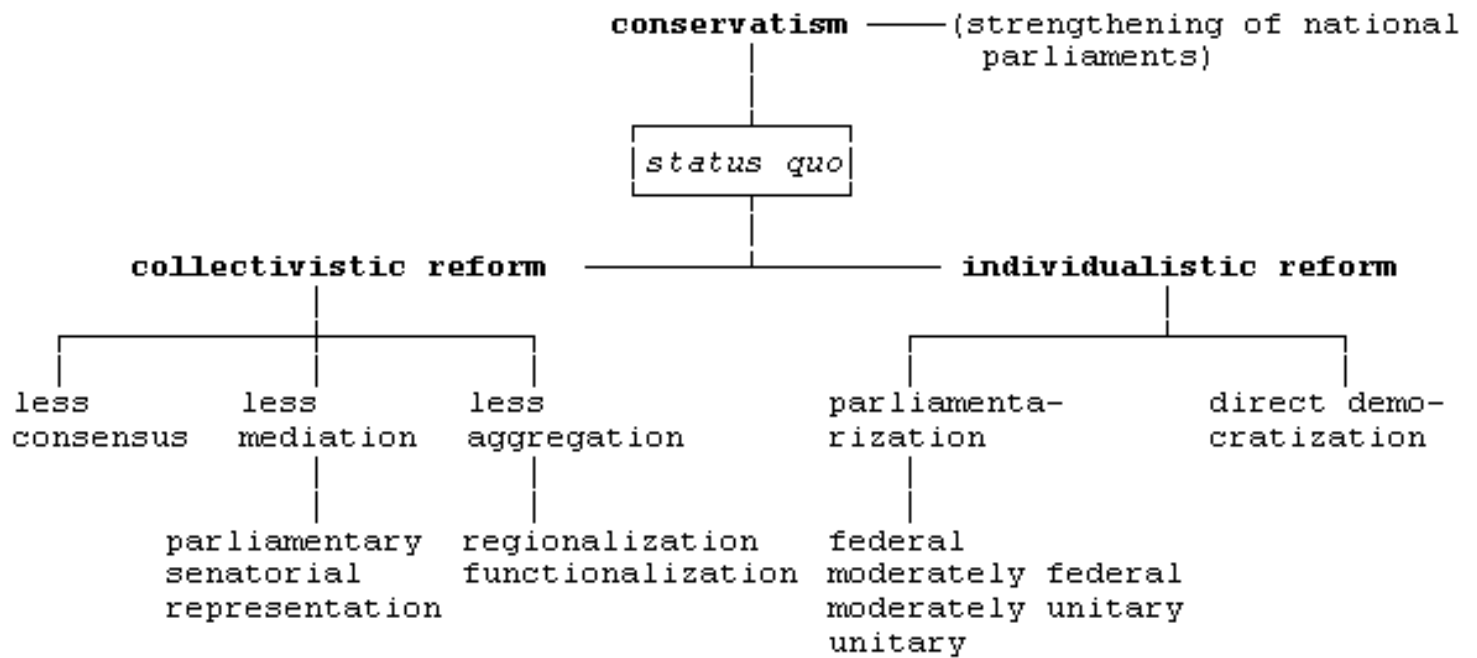 conservatism (strengthening of national
parliaments)
status quo
collectivistic reform individualistic reform
less less less parliamenta- direct demo-
consensus mediation aggregation rization cratization
parliamentary regionalization federal
senatorial functionalization moderately federal
representation moderately unitary
unitary